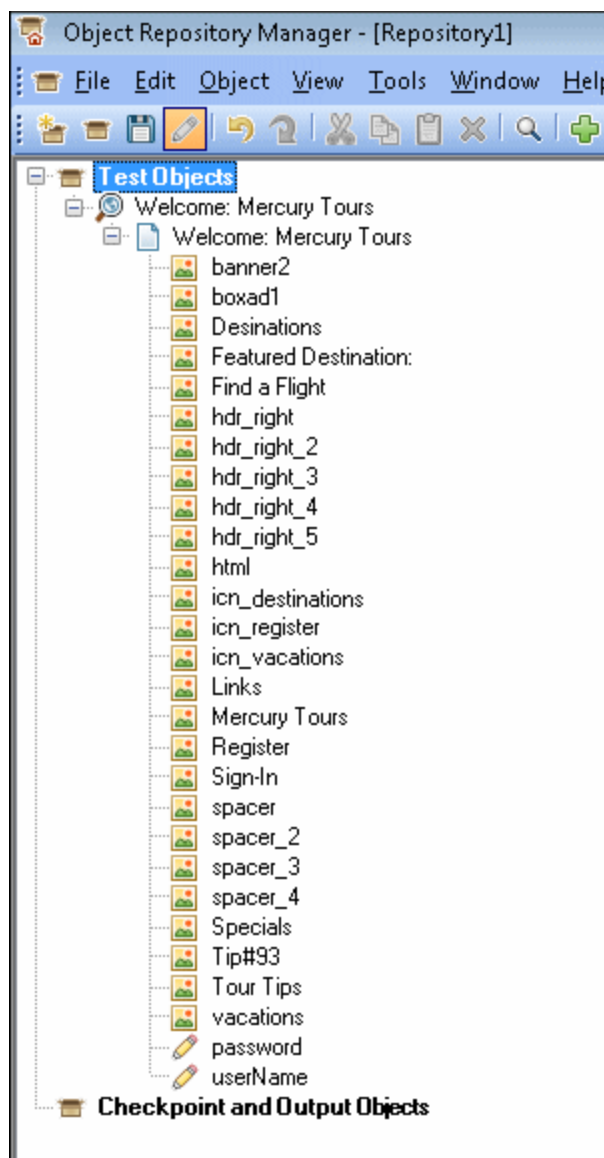 Object Repository Manager - [Repository1]
File Edit Object View Tools Window Help
Test Objects
Welcome: Mercury Tours
Welcome: Mercury Tours
banner2
boxad1
Desinations
Featured Destination:
Find a Flight
hdr_right
hdr_right_2
hdr_right_3
hdr_right_4
hdr_right_5
html
icn_destinations
icn_register
icn_vacations
Links
Mercury Tours
Register
Sign-In
spacer
spacer_2
spacer_3
spacer_4
Specials
Tip#93
Tour Tips
vacations
password
userName
Checkpoint and Output Objects